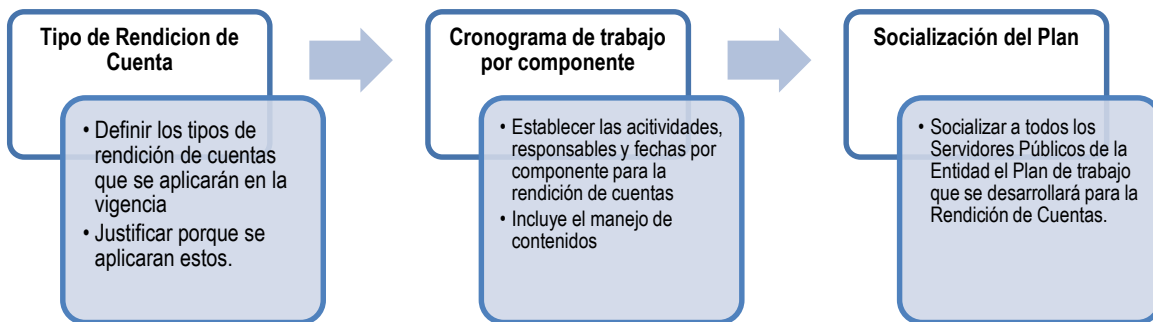 Tipo de Rendicion de
Cuenta
• Definir los tipos de
rendición de cuentas
que se aplicarán en la
vigencia
• Justificar porque se
aplicaran estos.
Cronograma de trabajo
por componente
• Establecer las acitividades,
responsables y fechas por
componente para la
rendición de cuentas
• Incluye el manejo de
contenidos
Socialización del Plan
• Socializar a todos los
Servidores Públicos de la
Entidad el Plan de trabajo
que se desarrollará para la
Rendición de Cuentas.